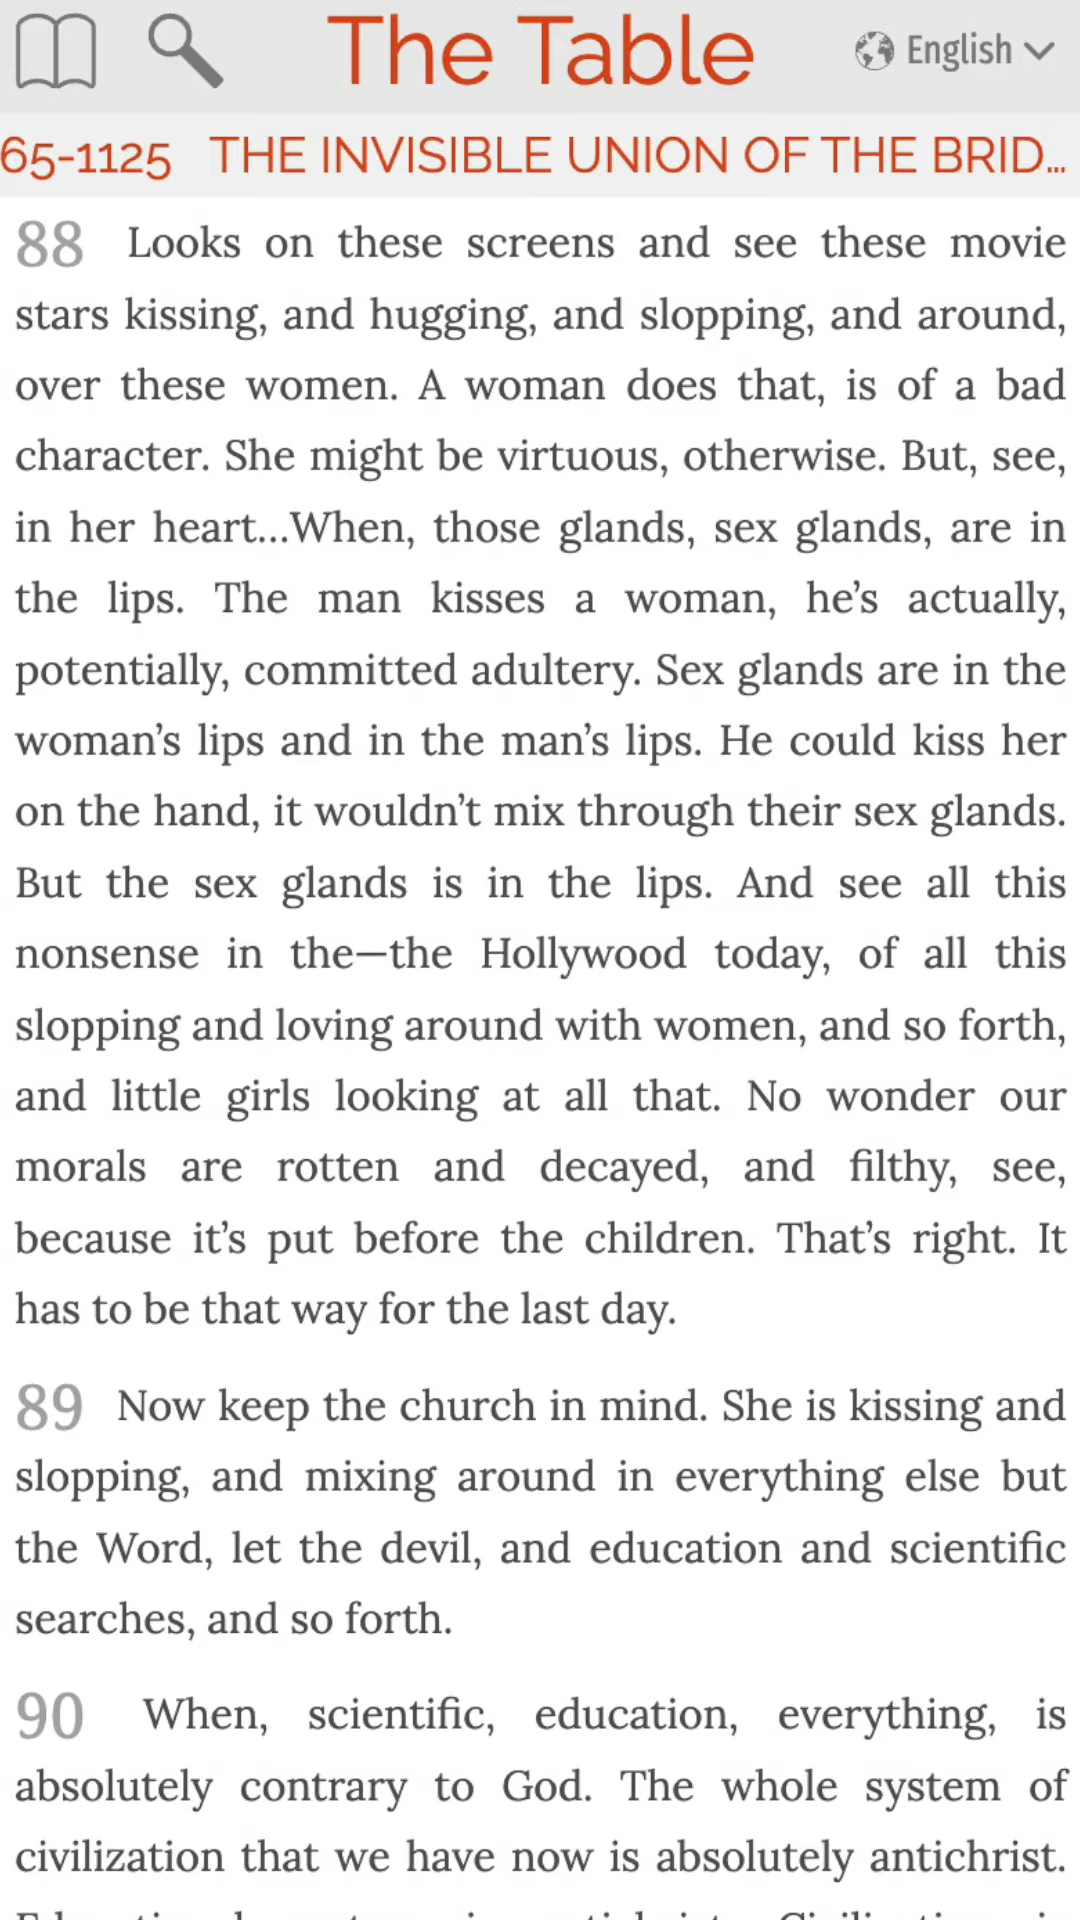 The Table
English
65-1125 THE INVISIBLE UNION OF THE BRID...
88 Looks on these screens and see these movie
stars kissing, and hugging, and slopping, and around,
over these women. A woman does that, is of a bad
character. She might be virtuous, otherwise. But, see,
in her heart...When, those glands, sex glands, are in
the lips. The man kisses a woman, he’s actually,
potentially, committed adultery. Sex glands are in the
woman’s lips and in the man’s lips. He could kiss her
on the hand, it wouldn’t mix through their sex glands.
But the sex glands is in the lips. And see all this
nonsense in the—the Hollywood today, of all this
slopping and loving around with women, and so forth,
and little girls looking at all that. No wonder our
morals are rotten and decayed, and filthy, see,
because it’s put before the children. That’s right. It
has to be that way for the last day.
89 Now keep the church in mind. She is kissing and
slopping, and mixing around in everything else but
the Word, let the devil, and education and scientific
searches, and so forth.
90 When, scientific, education, everything, is
absolutely contrary to God. The whole system of
civilization that we have now is absolutely antichrist.